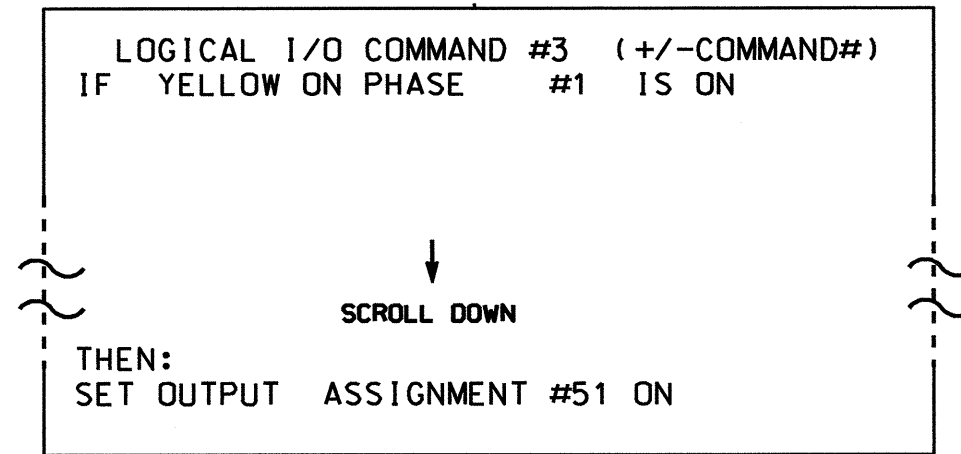 LOGICAL I/O COMMAND #3 (+/-COMMAND#)
IF YELLOW ON PHASE #1 IS ON
SCROLL DOWN
THEN:
SET OUTPUT ASSIGNMENT #51 ON